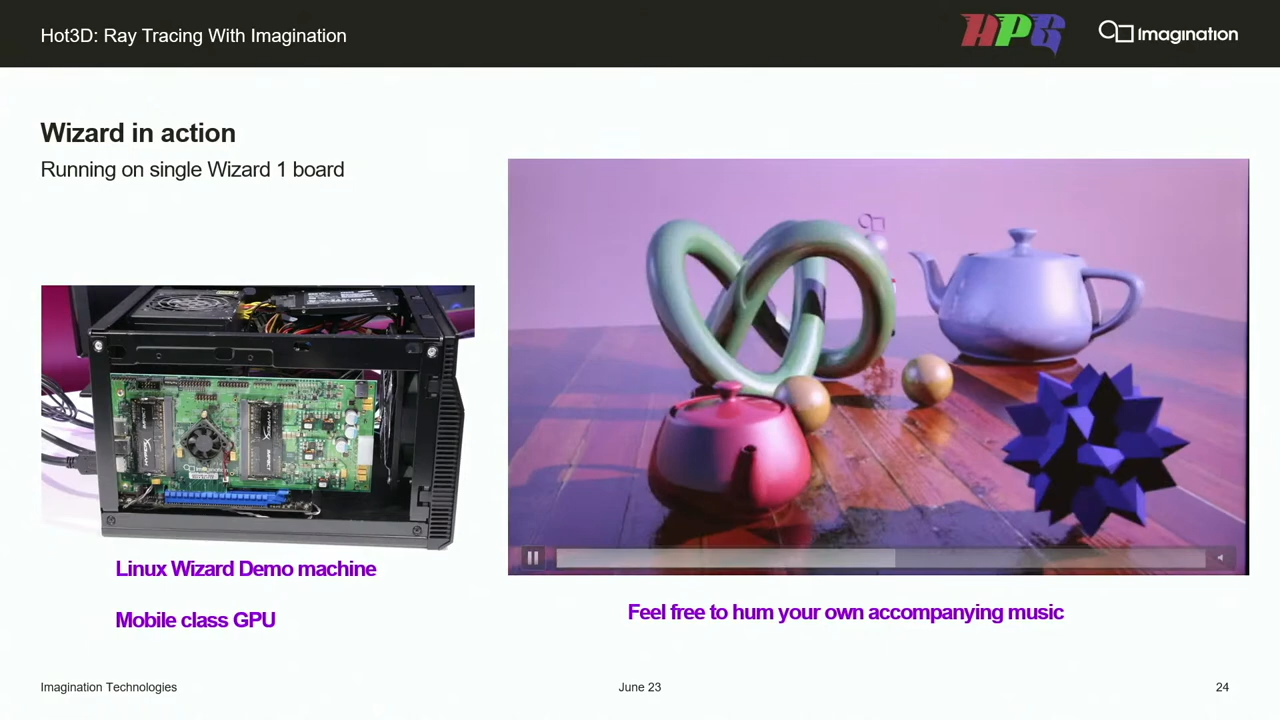 Hot3D: Ray Tracing With Imagination
HPG
Imagination
Wizard in action
Running on single Wizard 1 board
Linux Wizard Demo machine
Mobile class GPU
Feel free to hum your own accompanying music
Imagination Technologies
June 23
24